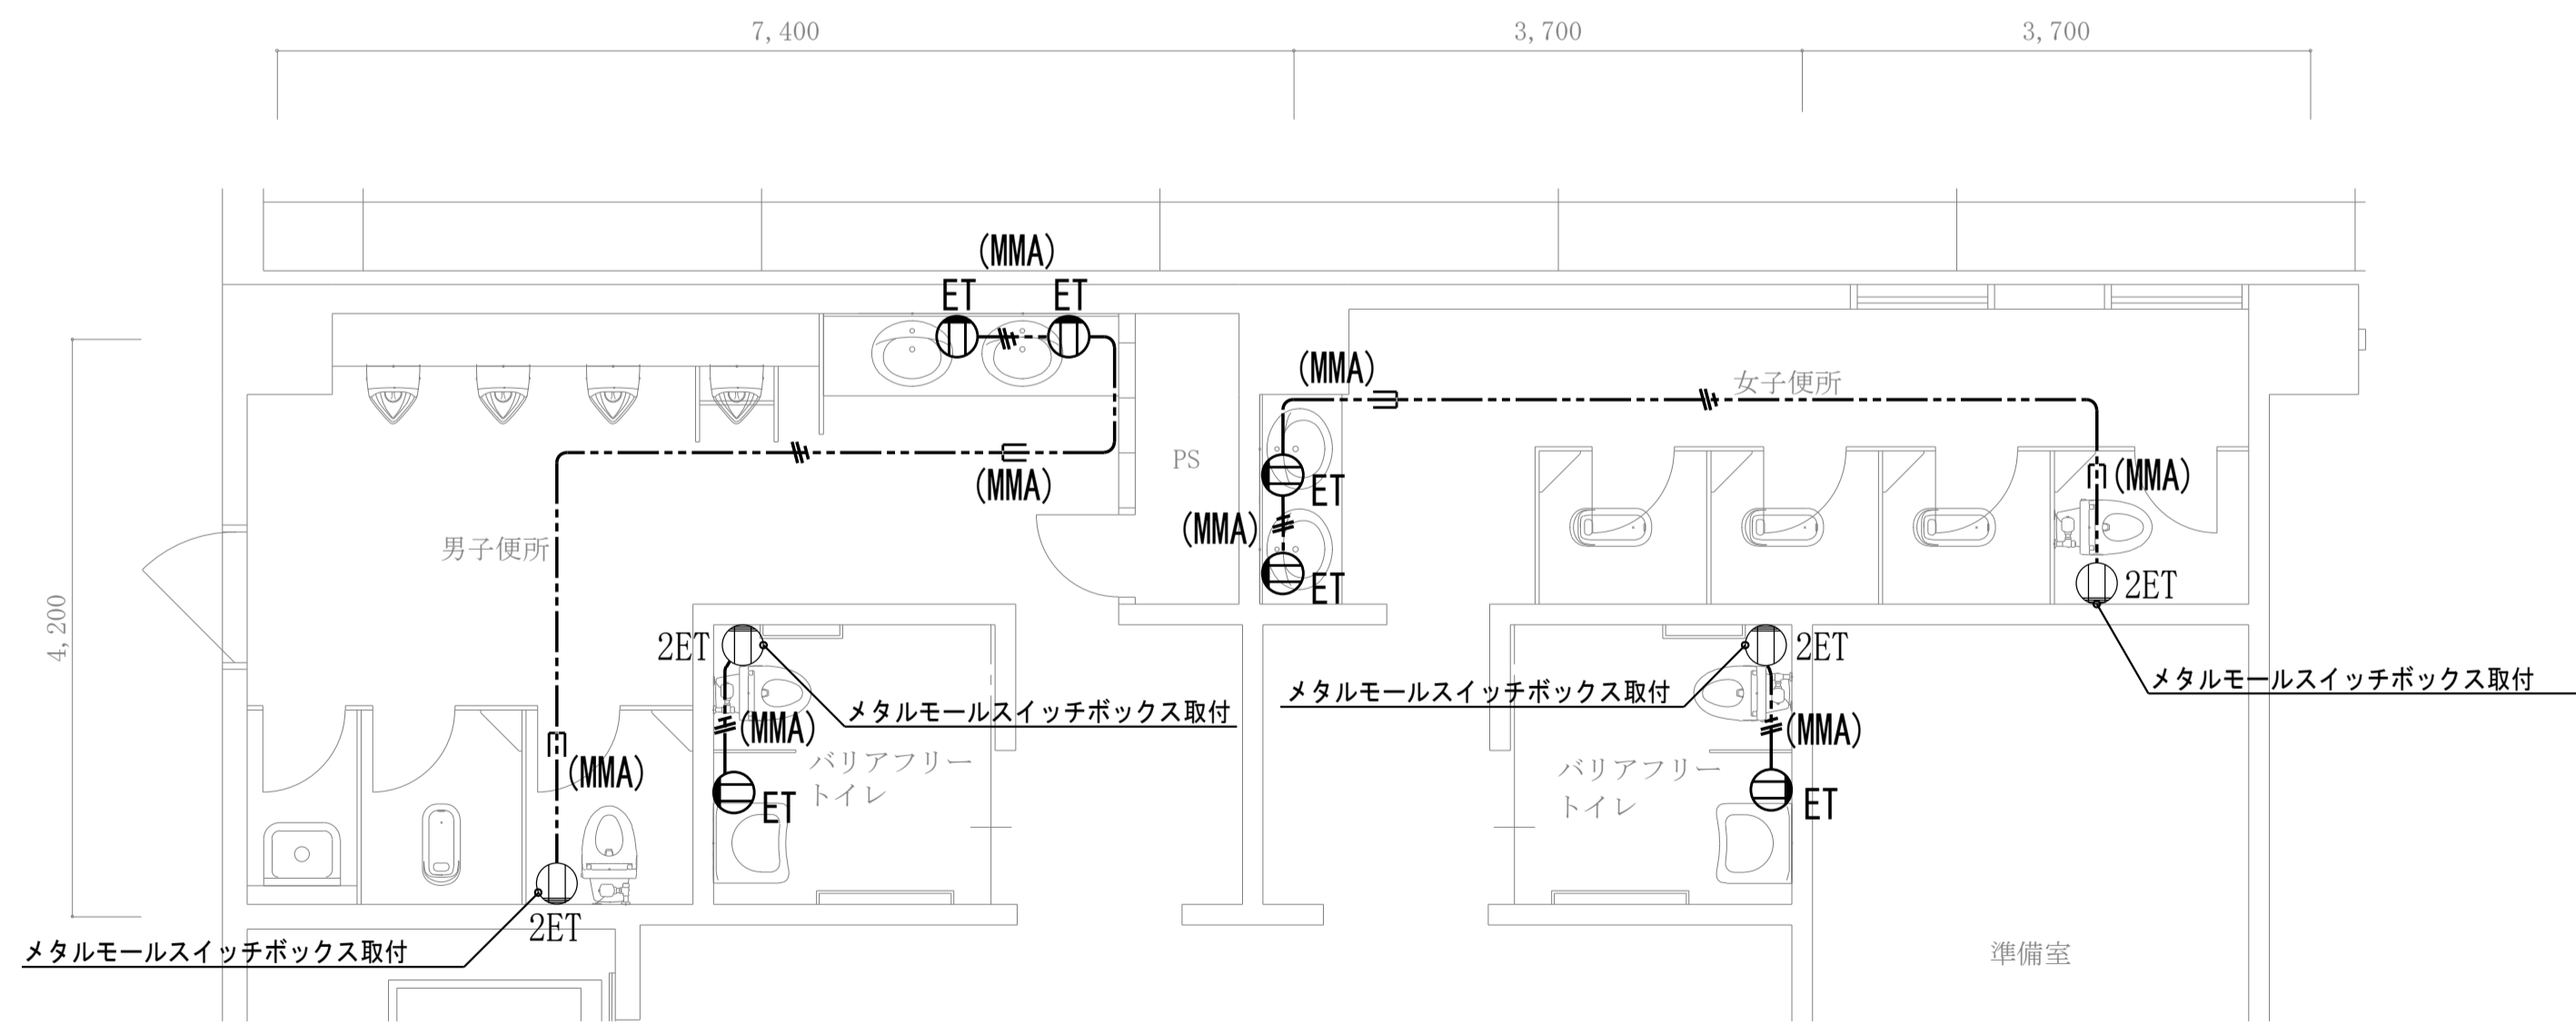 7,400
3,700
3,700
(MMA)
ET
ET
(MMA)
女子便所
(MMA)
PS
(MMA)
ET
(MMA)
男子便所
ET
2ET
4,200
2ET
2ET
メタルモールスイッチボックス取付
メタルモールスイッチボックス取付
メタルモールスイッチボックス取付
(MMA)
(MMA)
(MMA)
バリアフリー
トイレ
バリアフリー
トイレ
ET
ET
2ET
メタルモールスイッチボックス取付
準備室